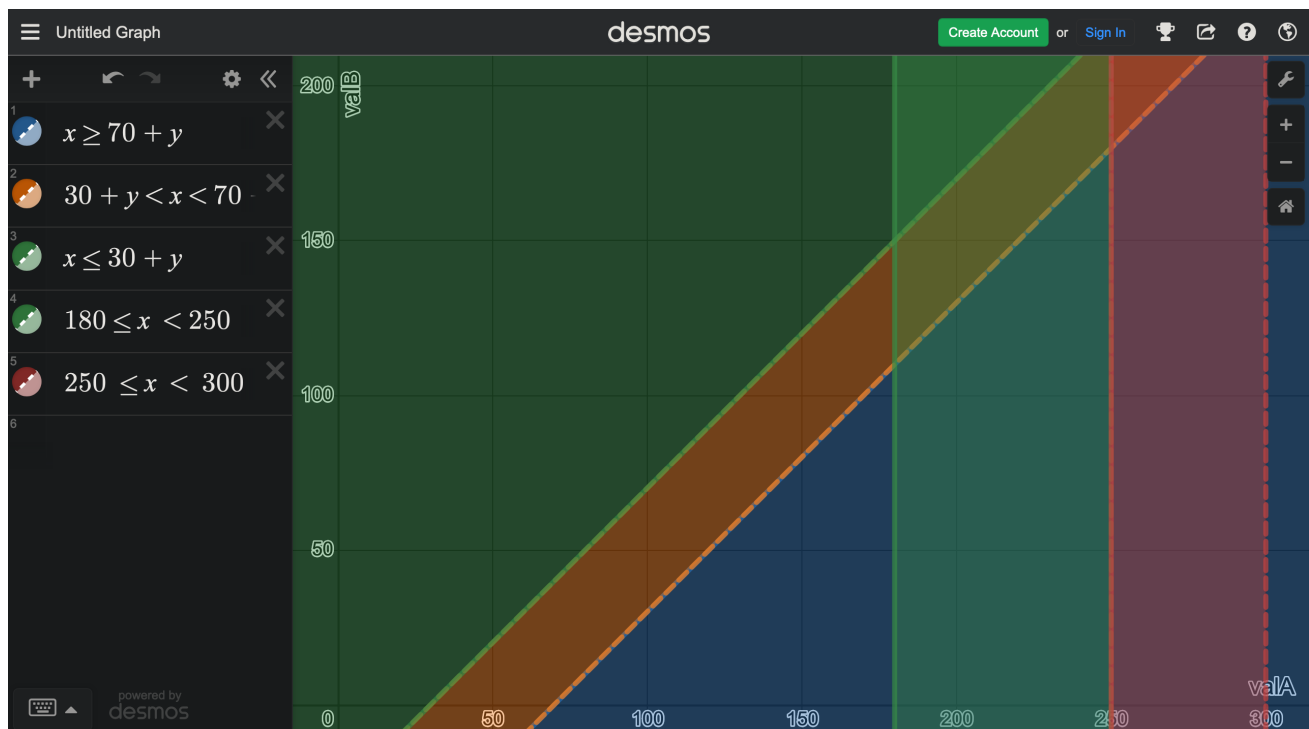 Untitled Graph
desmos
Create Account or Sign In
1
x ≥ 70 + y
2
30 + y < x < 70 -
3
x ≤ 30 + y
4
180 ≤ x < 250
5
250 ≤ x < 300
6
powered by
desmos
200
valB
150
100
50
valA
0 50 100 150 200 250 300